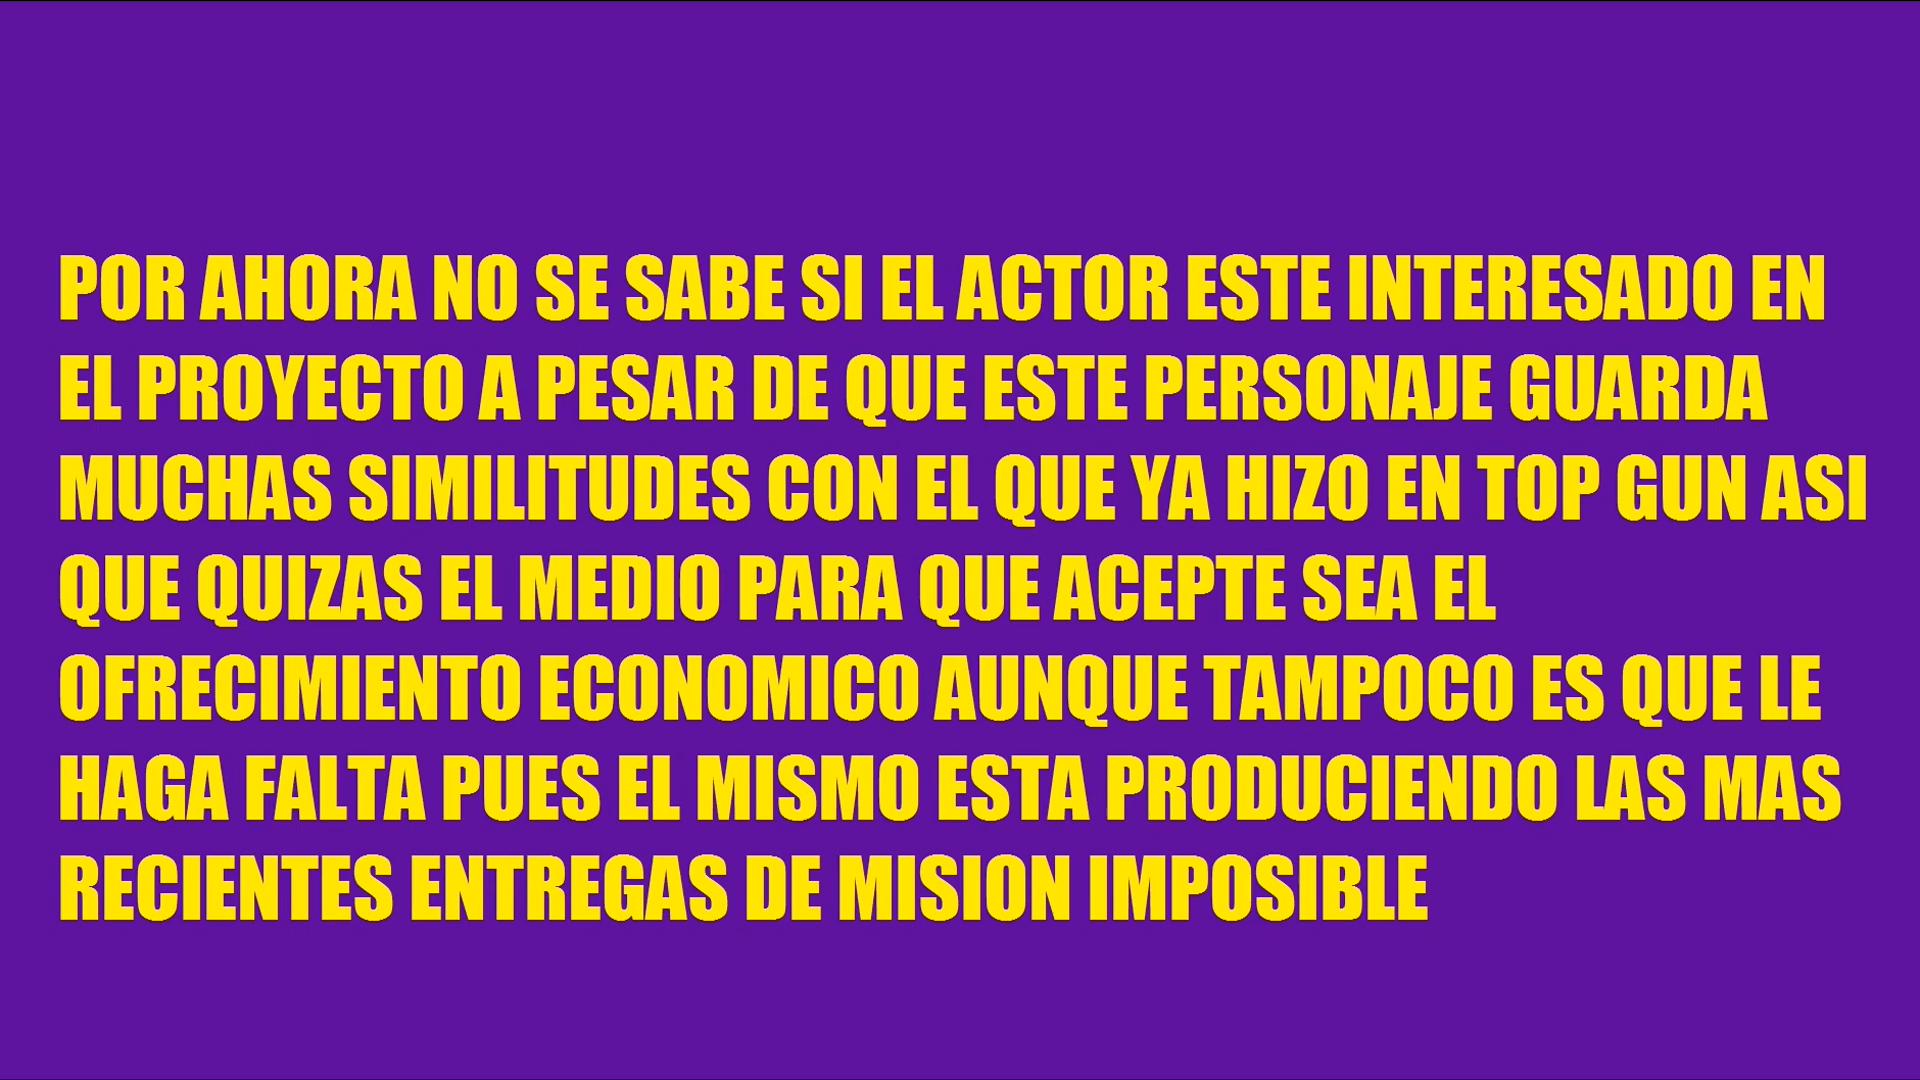 POR AHORA NO SE SABE SI EL ACTOR ESTE INTERESADO EN
EL PROYECTO A PESAR DE QUE ESTE PERSONAJE GUARDA
MUCHAS SIMILITUDES CON EL QUE YA HIZO EN TOP GUN ASI
QUE QUIZAS EL MEDIO PARA QUE ACEPTE SEA EL
OFRECIMIENTO ECONOMICO AUNQUE TAMPOCO ES QUE LE
HAGA FALTA PUES EL MISMO ESTA PRODUCIENDO LAS MAS
RECIENTES ENTREGAS DE MISION IMPOSIBLE